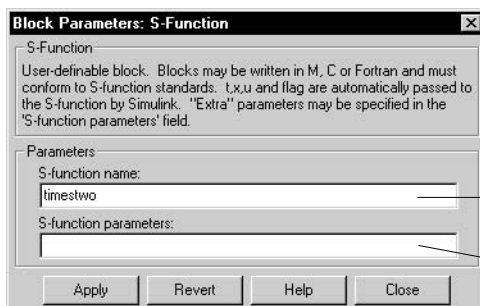 Block Parameters: S-Function
S-Function
User-definable block. Blocks may be written in M, C or Fortran and must
conform to S-function standards. t,x,u and flag are automatically passed to
the S-function by Simulink. "Extra" parameters may be specified in the
'S-function parameters' field.
Parameters
S-function name:
timestwo
S-function parameters:
Apply Revert Help Close